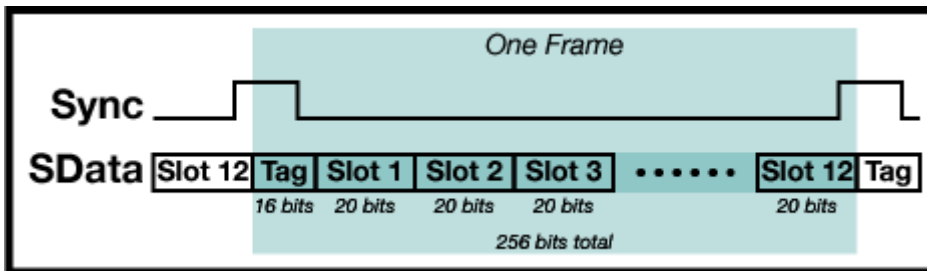 One Frame
Sync
SData Slot 12 Tag Slot 1 Slot 2 Slot 3 ...... Slot 12 Tag
16 bits 20 bits 20 bits 20 bits 20 bits
256 bits total